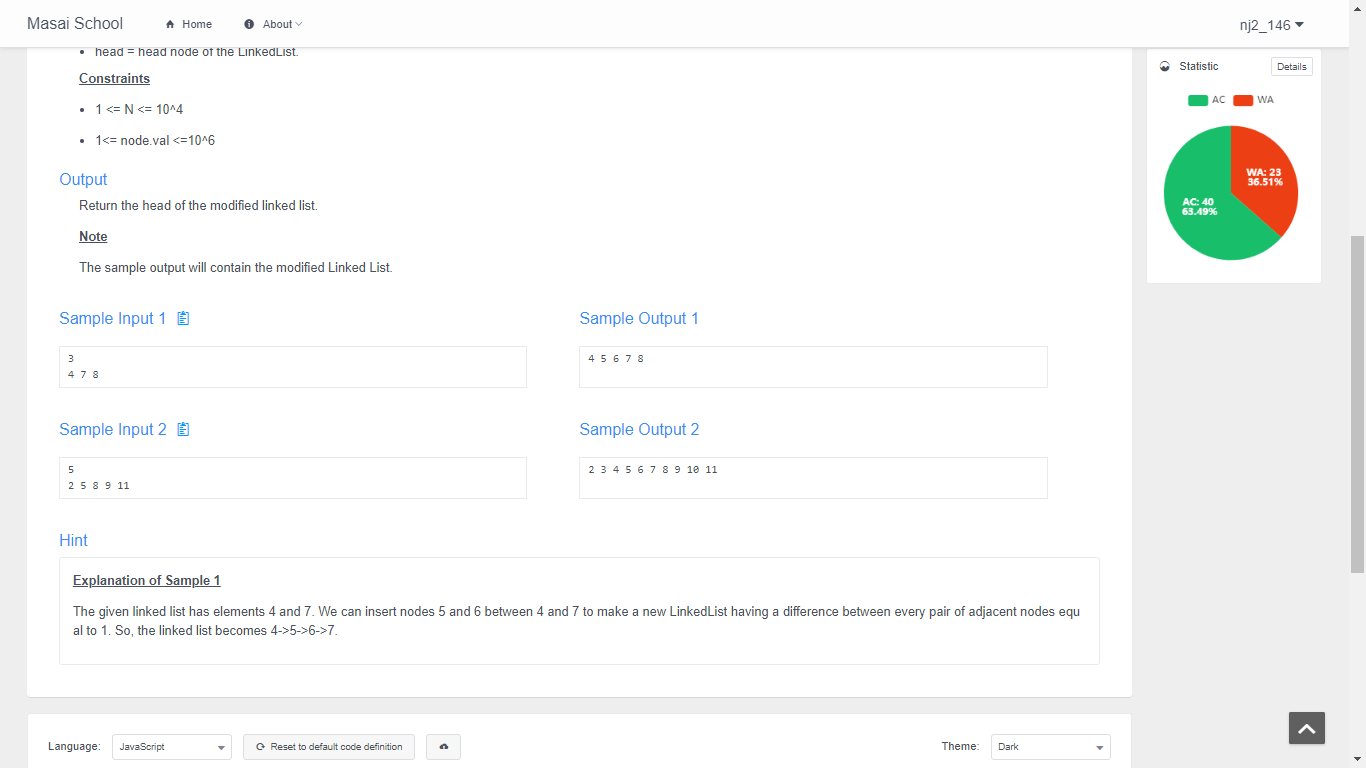 Masai School Home About nj2_146
head = head node of the LinkedList.
Constraints
1 <= N <= 10^4
1<= node.val <=10^6
Output
Return the head of the modified linked list.
Note
The sample output will contain the modified Linked List.
Sample Input 1
3
4 7 8
Sample Output 1
4 5 6 7 8
Sample Input 2
5
2 5 8 9 11
Sample Output 2
2 3 4 5 6 7 8 9 10 11
Hint
Explanation of Sample 1
The given linked list has elements 4 and 7. We can insert nodes 5 and 6 between 4 and 7 to make a new LinkedList having a difference between every pair of adjacent nodes equ
al to 1. So, the linked list becomes 4->5->6->7.
Language: JavaScript Reset to default code definition Theme: Dark
Statistic Details
AC WA
WA: 23
36.51%
AC: 40
63.49%